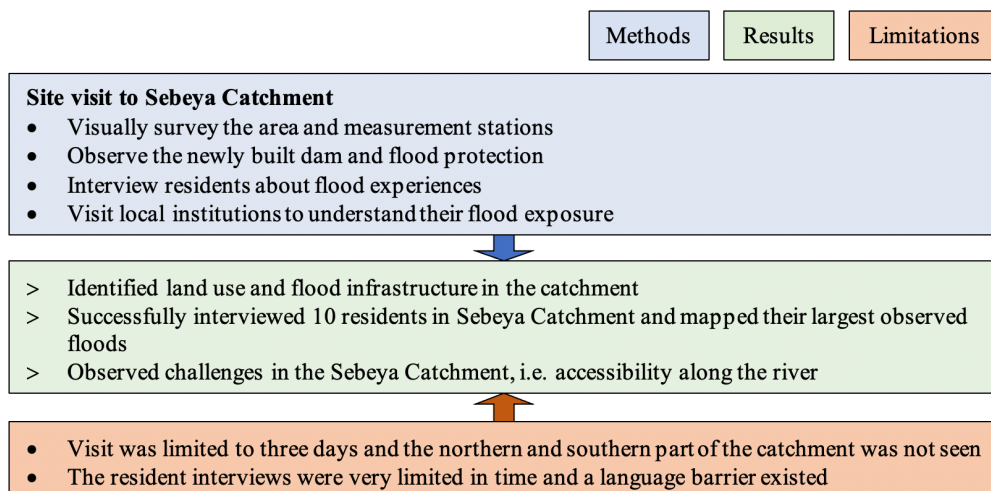 Methods
Results
Limitations
Site visit to Sebeya Catchment
• Visually survey the area and measurement stations
• Observe the newly built dam and flood protection
• Interview residents about flood experiences
• Visit local institutions to understand their flood exposure
> Identified land use and flood infrastructure in the catchment
> Successfully interviewed 10 residents in Sebeya Catchment and mapped their largest observed
floods
> Observed challenges in the Sebeya Catchment, i.e. accessibility along the river
• Visit was limited to three days and the northern and southern part of the catchment was not seen
• The resident interviews were very limited in time and a language barrier existed